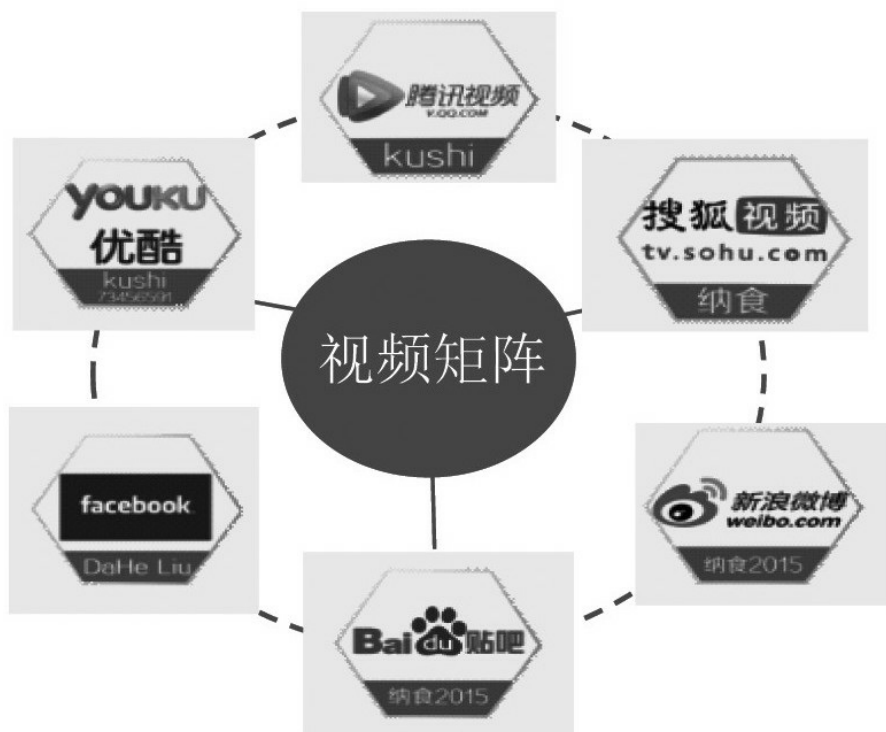 腾讯视频
V.QQ.COM
kushi
YOUKU
优酷
kushi
73456591
搜狐视频
tv.sohu.com
纳食
视频矩阵
facebook
DaHe Liu
新浪微博
weibo.com
纳食2015
Bai du 贴吧
纳食2015